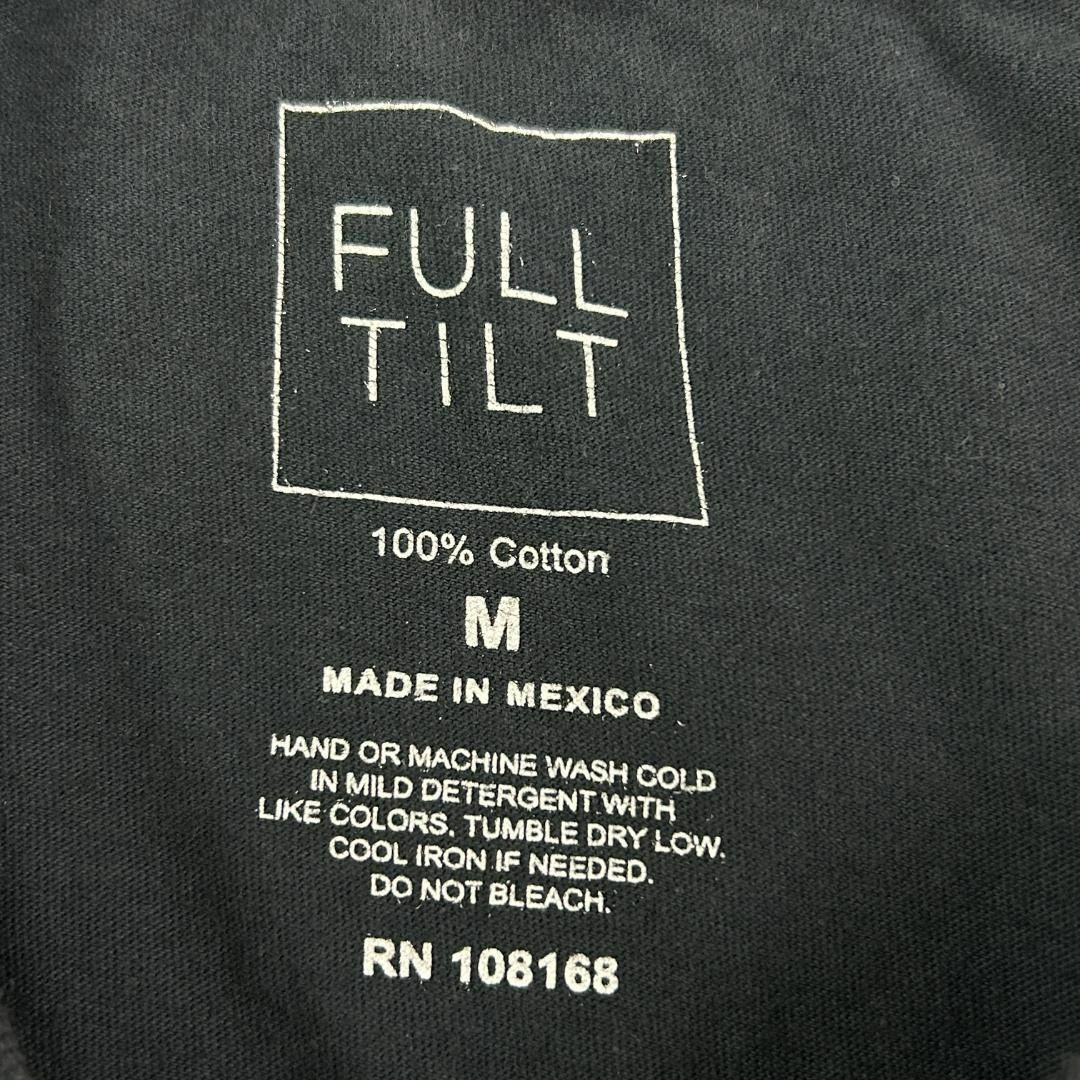 FULL
TILT
100% Cotton
M
MADE IN MEXICO
HAND OR MACHINE WASH COLD
IN MILD DETERGENT WITH
LIKE COLORS. TUMBLE DRY LOW.
COOL IRON IF NEEDED.
DO NOT BLEACH.
RN 108168